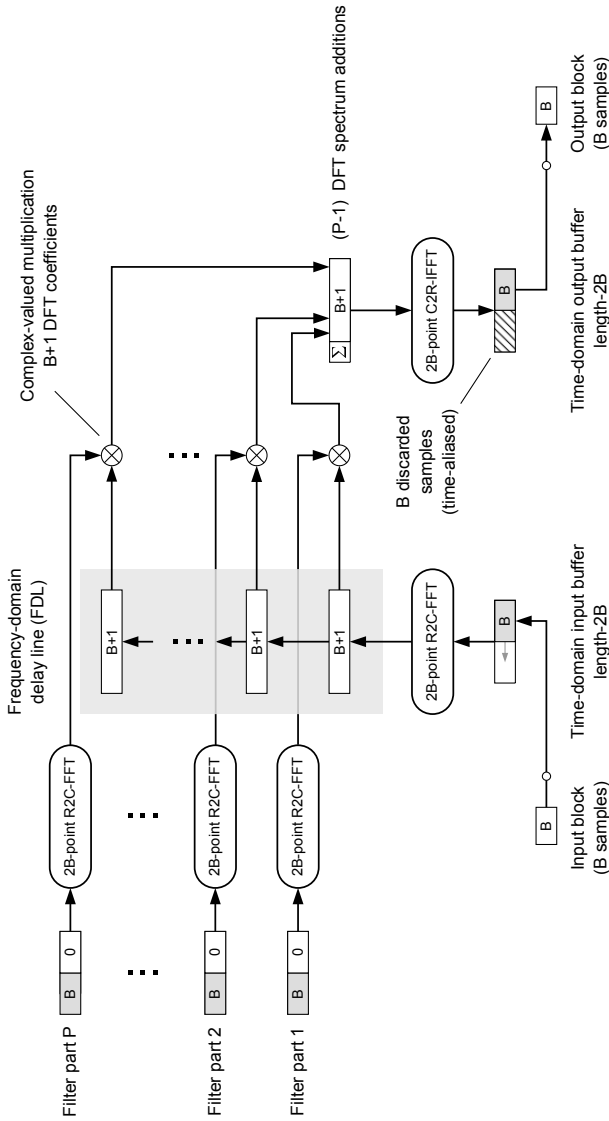 Filter part P
B
0
2B-point R2C-FFT
Frequency-domain
delay line (FDL)
B+1
Complex-valued multiplication
B+1 DFT coefficients
Filter part 2
B
0
2B-point R2C-FFT
B+1
Filter part 1
B
0
2B-point R2C-FFT
B+1
Σ
B+1
(P-1) DFT spectrum additions
2B-point R2C-FFT
2B-point C2R-IFFT
B discarded
samples
(time-aliased)
B
B
B
Input block
(B samples)
Time-domain input buffer
length-2B
Time-domain output buffer
length-2B
B
Output block
(B samples)